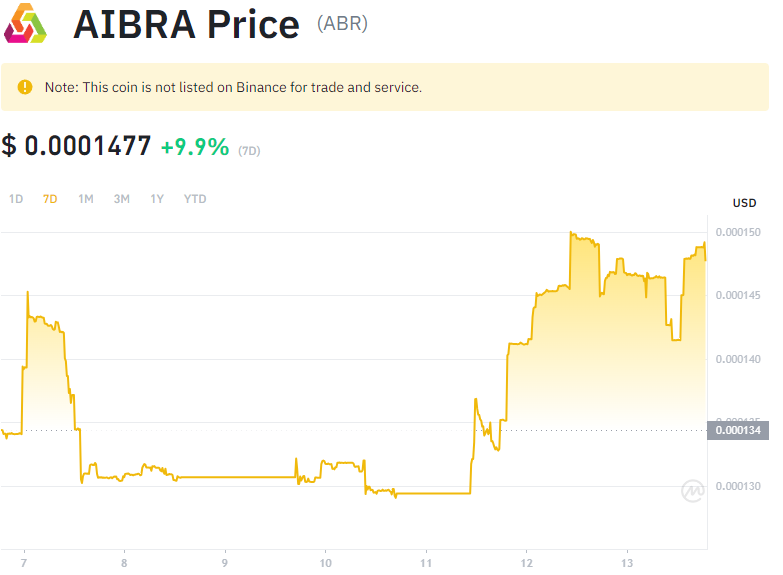 AIBRA Price (ABR)
Note: This coin is not listed on Binance for trade and service.
$ 0.0001477 +9.9% (7D)
1D 7D 1M 3M 1Y YTD
USD
0.000150
0.000145
0.000140
0.000134
0.000130
7 8 9 10 11 12 13